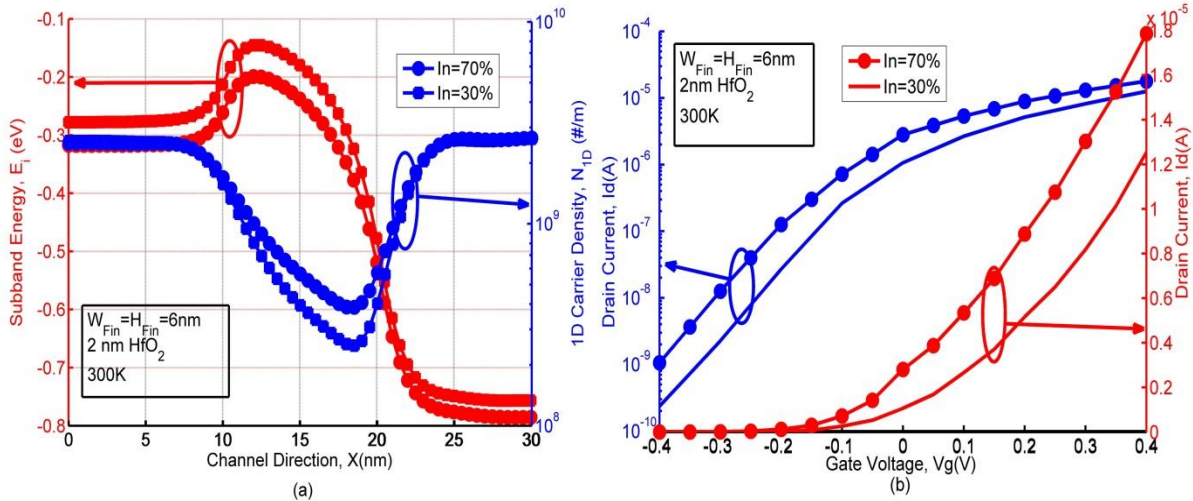 -0.1
-0.2
-0.3
-0.4
-0.5
-0.6
-0.7
-0.8
Subband Energy, E_i (eV)
10^10
10^9
10^8
1D Carrier Density, N_1D (#/m)
In=70%
In=30%
W_Fin=H_Fin=6nm
2 nm HfO_2
300K
0 5 10 15 20 25 30
Channel Direction, X(nm)
(a)
10^-4
10^-5
10^-6
10^-7
10^-8
10^-9
10^-10
Drain Current, Id(A)
W_Fin=H_Fin=6nm
2nm HfO_2
300K
In=70%
In=30%
x 10^-5
1.8
1.6
1.4
1.2
1
0.8
0.6
0.4
0.2
0
Drain Current, Id(A)
-0.4 -0.3 -0.2 -0.1 0 0.1 0.2 0.3 0.4
Gate Voltage, Vg(V)
(b)